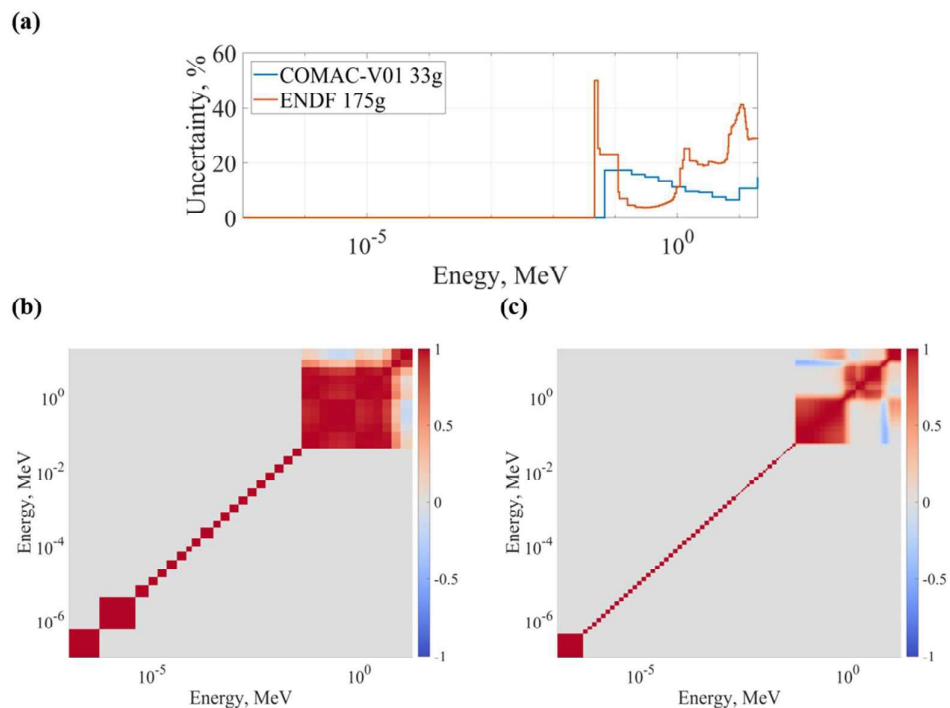 (a)
60
40
20
0
Uncertainty, %
COMAC-V01 33g
ENDF 175g
10-5
100
Enegy, MeV
(b)
(c)
100
10-2
10-4
10-6
Energy, MeV
10-5
100
Energy, MeV
1
0.5
0
-0.5
-1
100
10-2
10-4
10-6
Energy, MeV
10-5
100
Energy, MeV
1
0.5
0
-0.5
-1